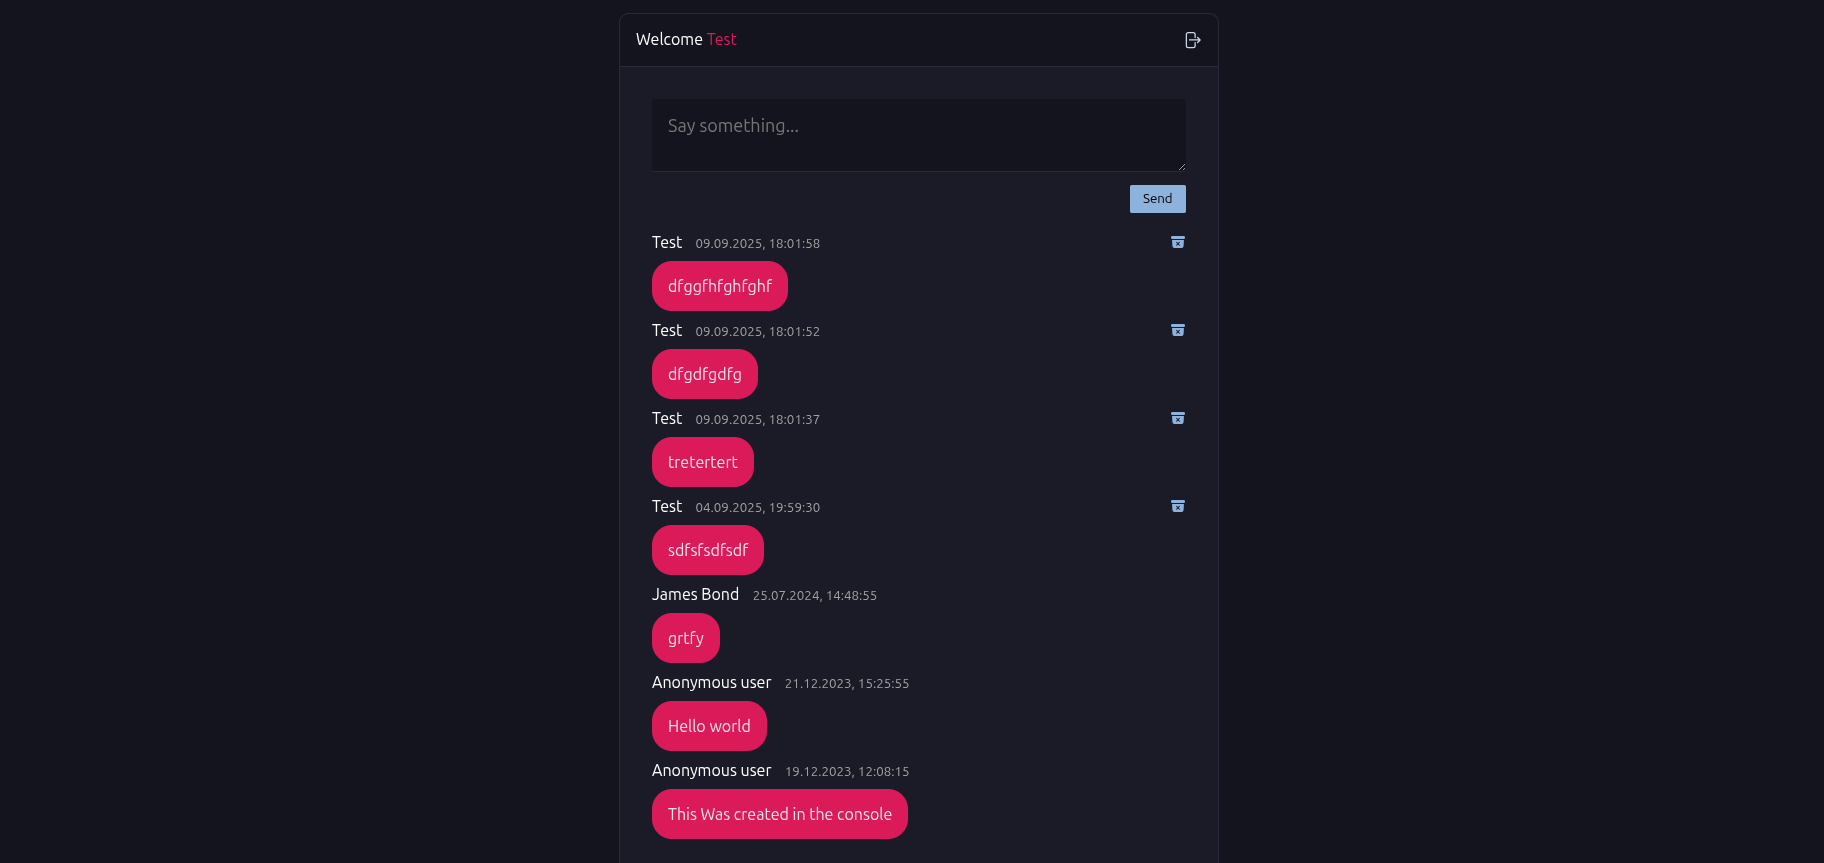 Welcome Test
Say something...
Send
Test 09.09.2025, 18:01:58
dfggfhfghfghf
Test 09.09.2025, 18:01:52
dfgdfgdfg
Test 09.09.2025, 18:01:37
tretertert
Test 04.09.2025, 19:59:30
sdfsfsdfsdf
James Bond 25.07.2024, 14:48:55
grtfy
Anonymous user 21.12.2023, 15:25:55
Hello world
Anonymous user 19.12.2023, 12:08:15
This Was created in the console